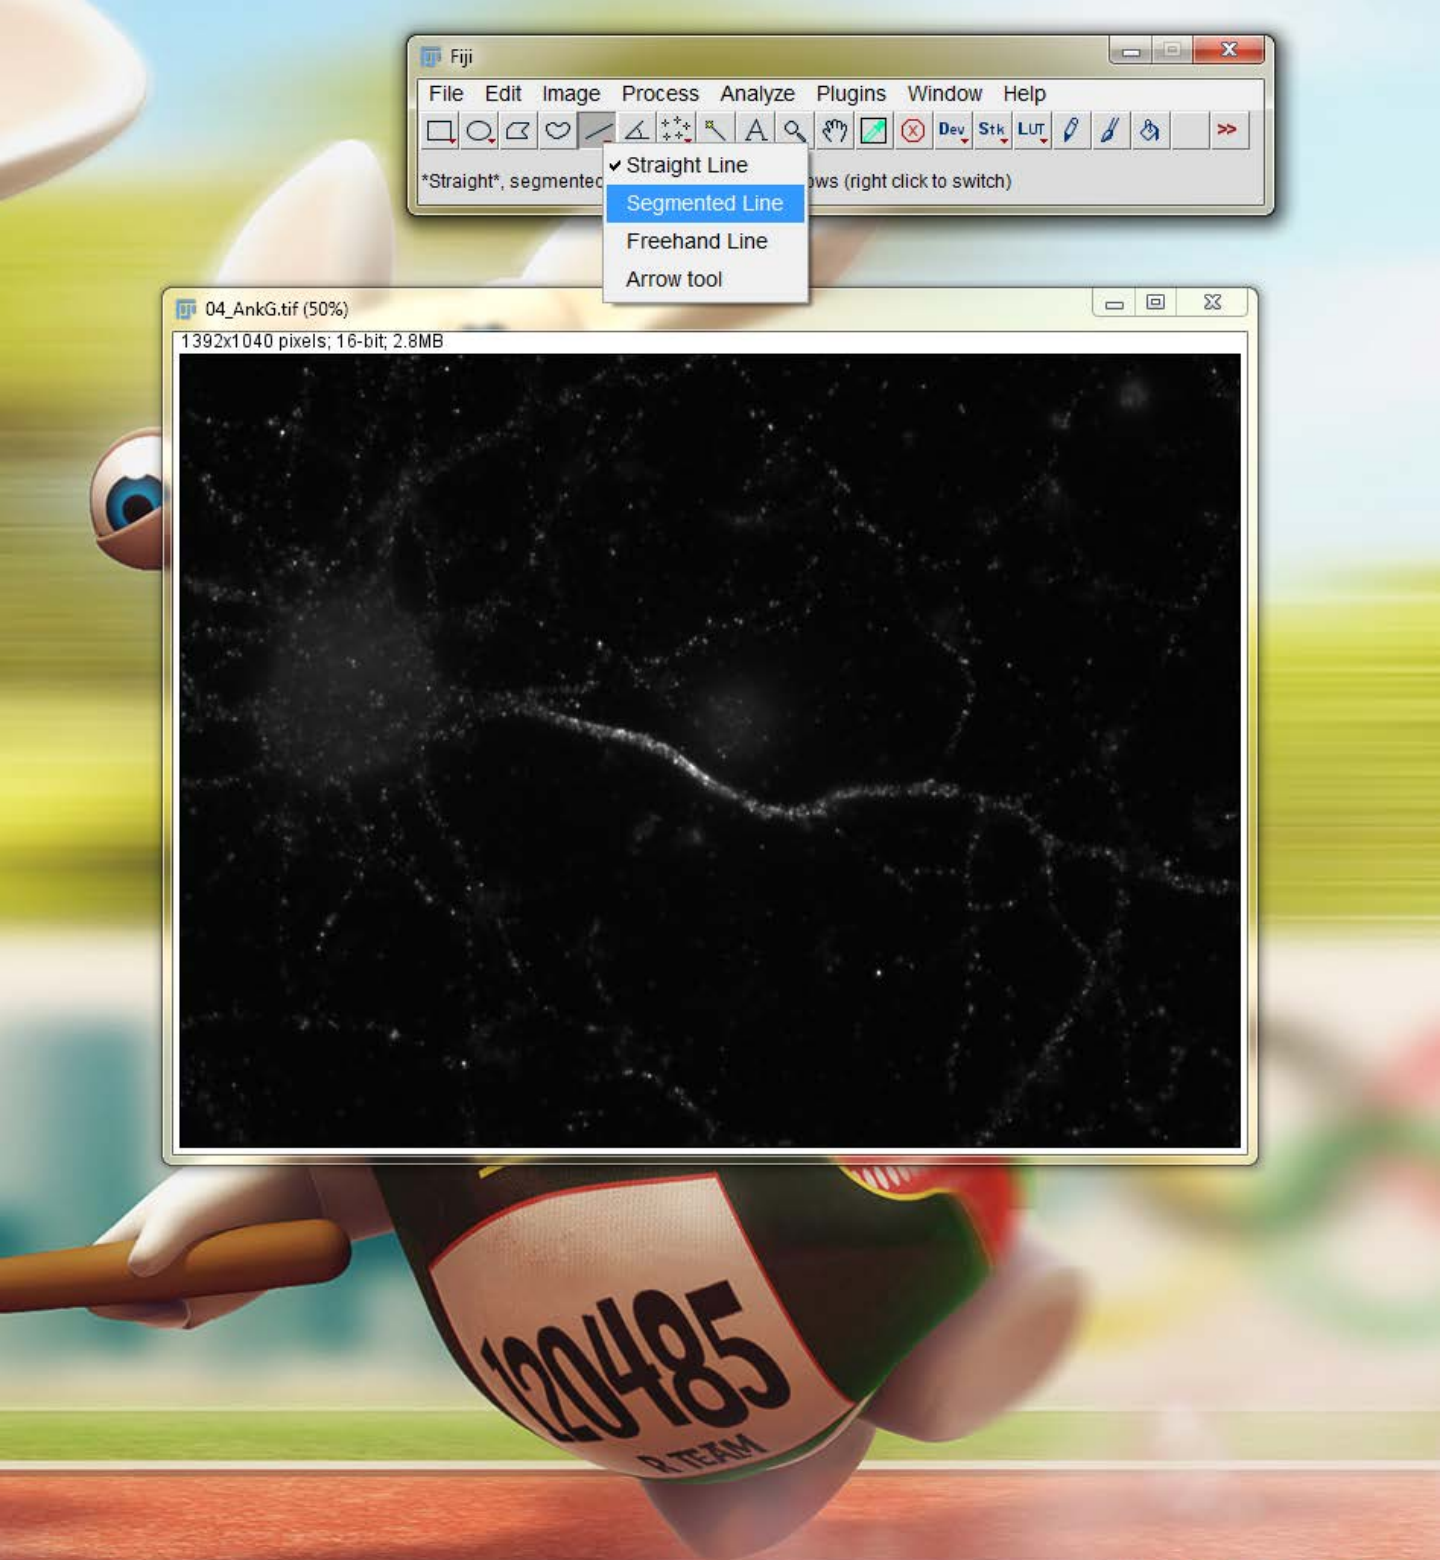 Fiji
File Edit Image Process Analyze Plugins Window Help
A Dev Stk LUT >>
Straight Line
*Straight*, segmented ows (right click to switch)
Segmented Line
Freehand Line
Arrow tool
04_AnkG.tif (50%)
1392x1040 pixels; 16-bit; 2.8MB
120485
R TEAM